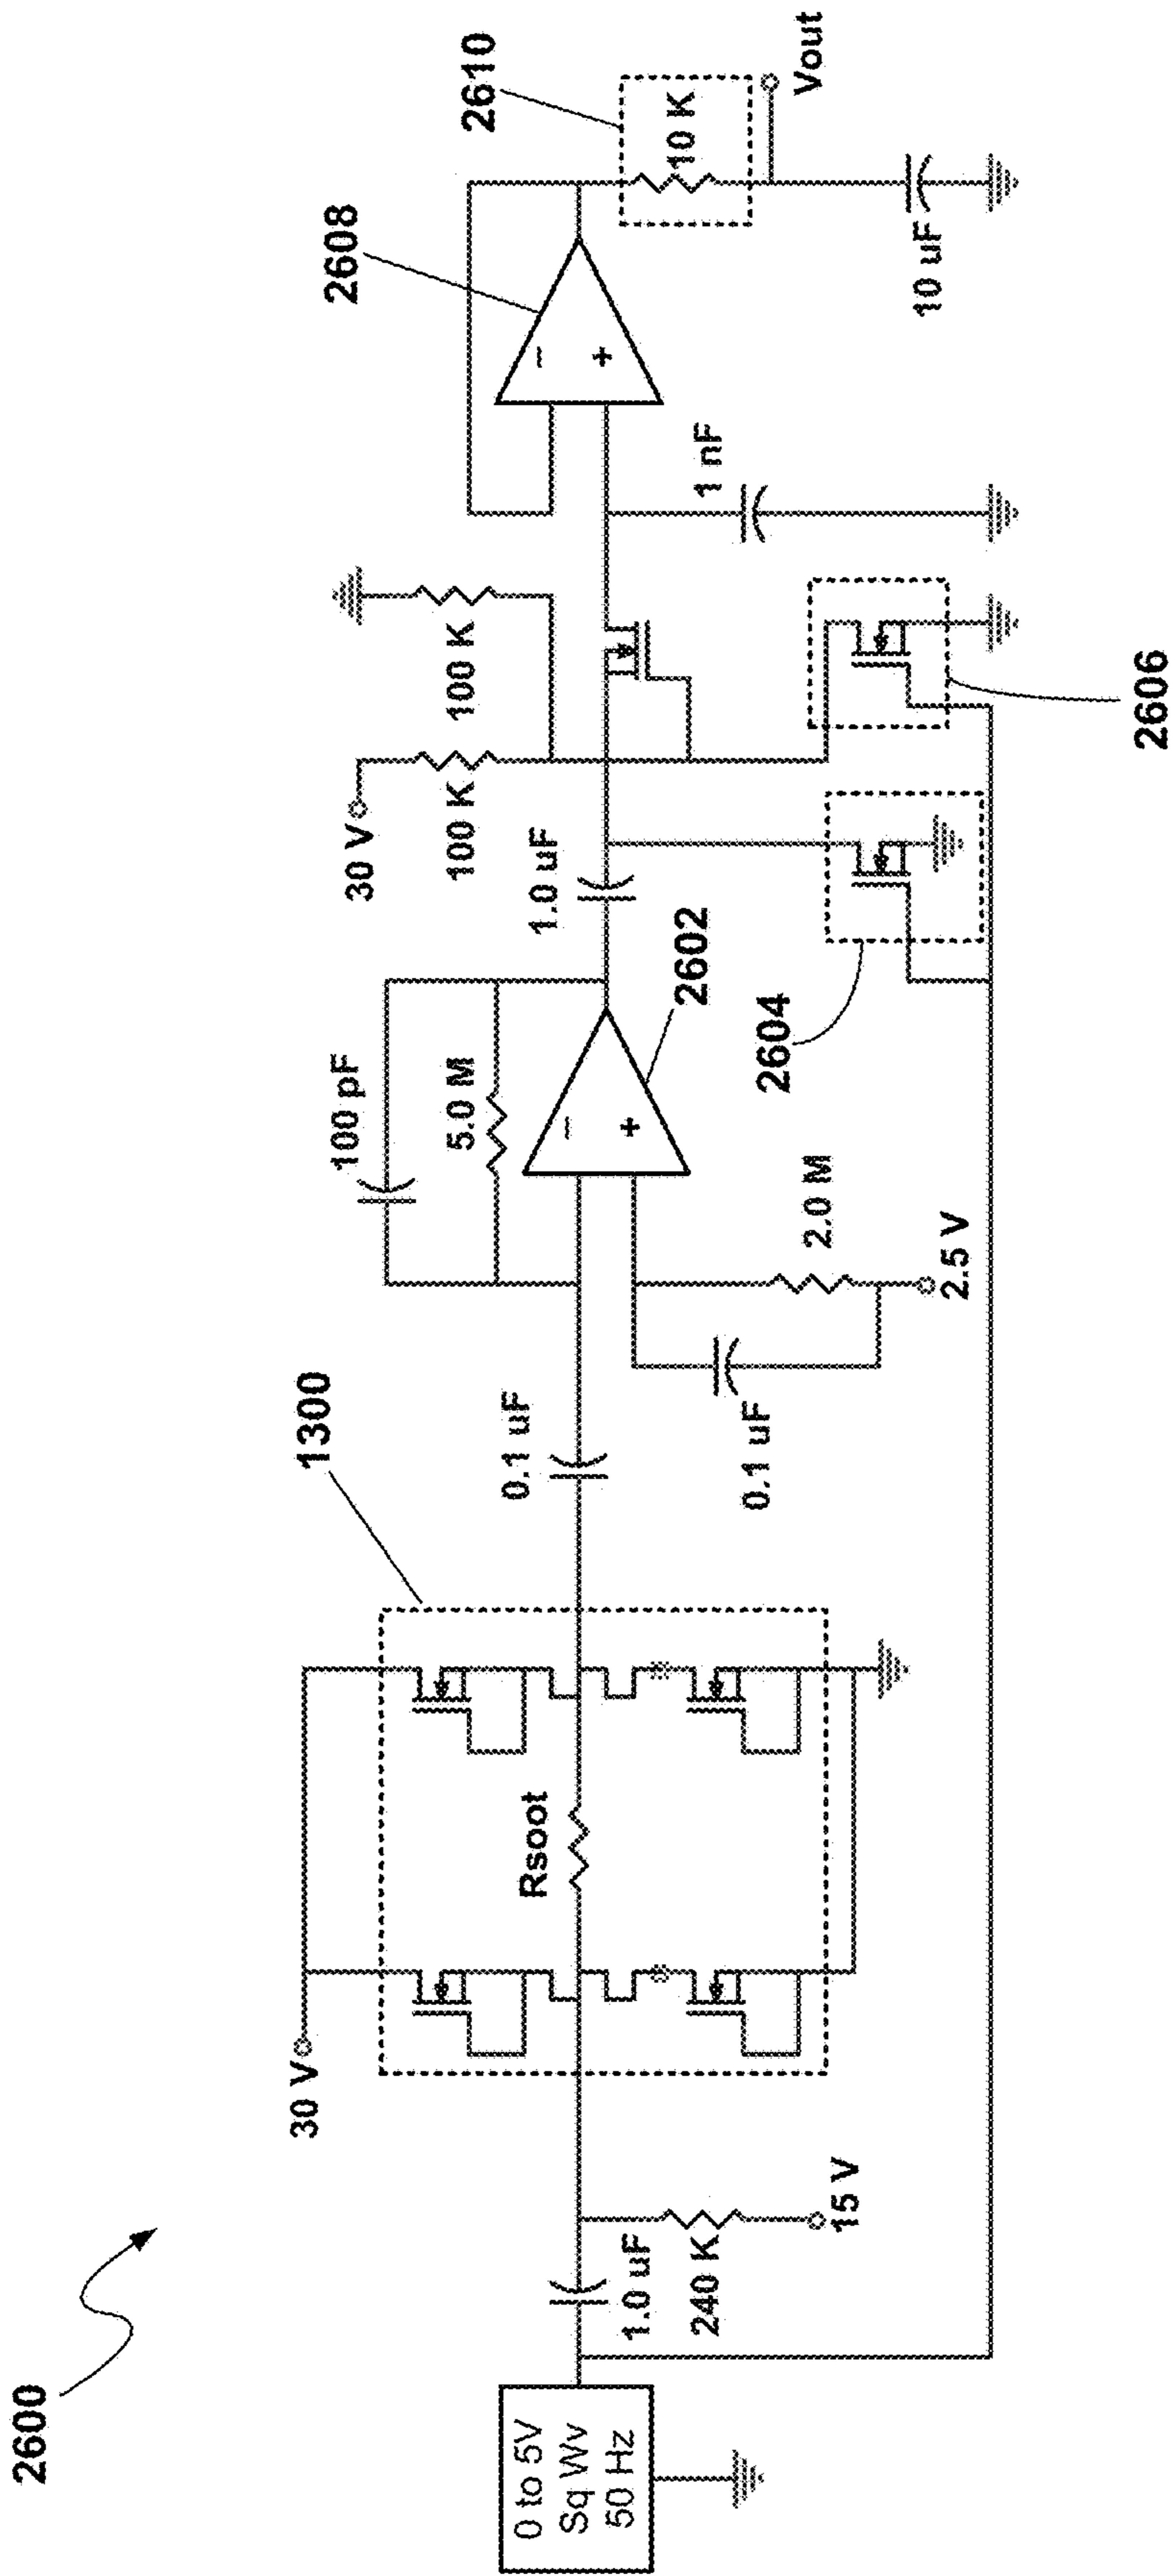 2600
0 to 5V
Sq Wv
50 Hz
1.0 uF
240 K
15 V
30 V
1300
Rsoot
0.1 uF
0.1 uF
2.0 M
2.5 V
100 pF
5.0 M
2602
1.0 uF
2604
30 V
100 K
100 K
2606
1 nF
2608
2610
10 K
Vout
10 uF